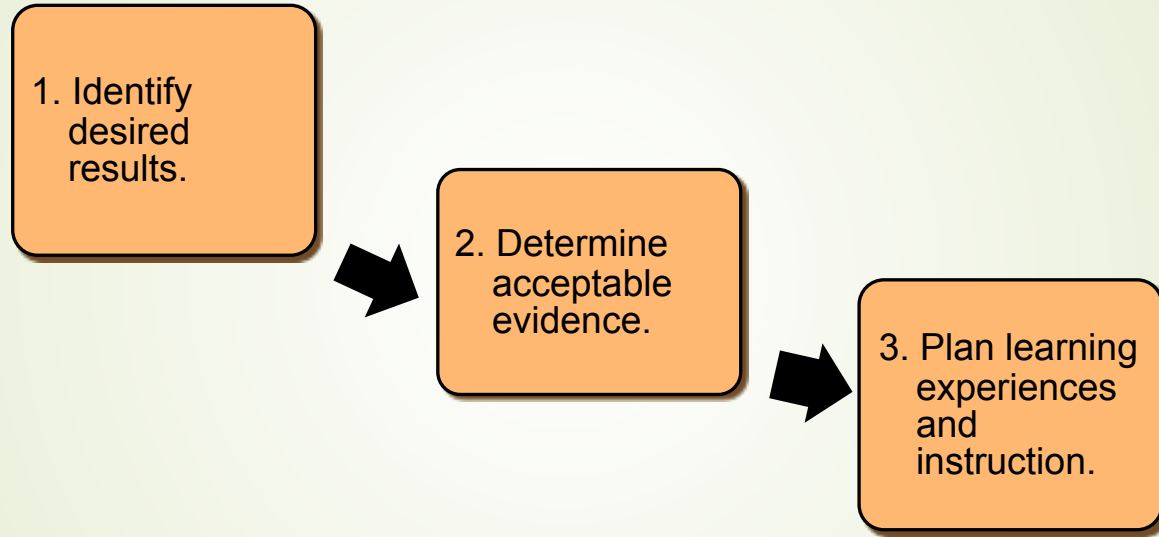 1. Identify
desired
results.
2. Determine
acceptable
evidence.
3. Plan learning
experiences
and
instruction.